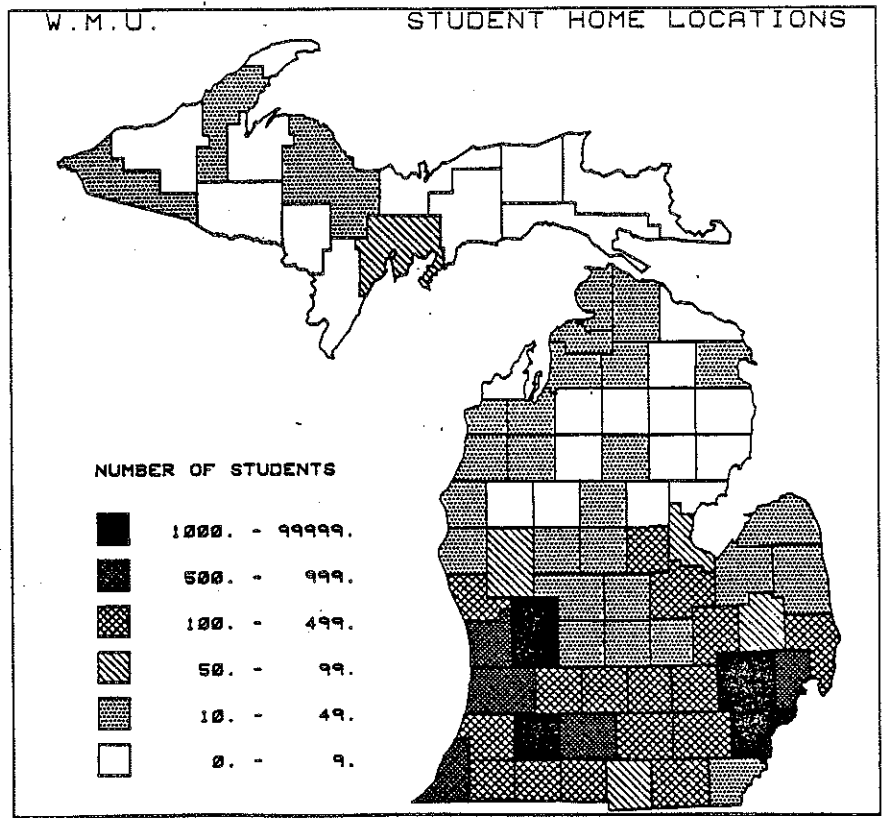 W.M.U. STUDENT HOME LOCATIONS
NUMBER OF STUDENTS
1000. - 99999.
500. - 999.
100. - 499.
50. - 99.
10. - 49.
0. - 9.